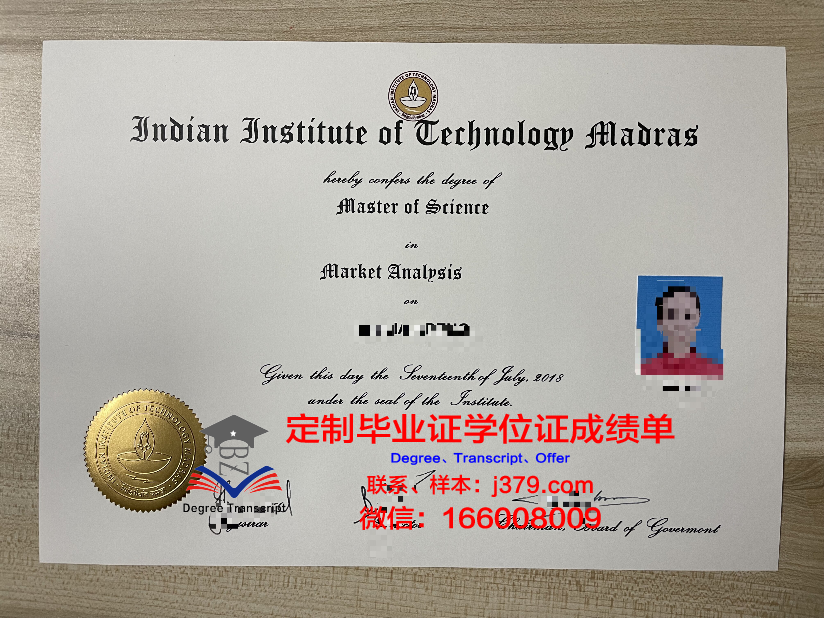 Indian Institute of Technology Madras
hereby confers the degree of
Master of Science
in
Market Analysis
on
Given this day the Seventeenth of July, 2018
under the seal of the Institute.
定制毕业证学位证成绩单
Degree、Transcript、Offer
BZ
联系、样本：j379.com
Degree Transcript
微信：166008009
Chairman, Board of Goverment